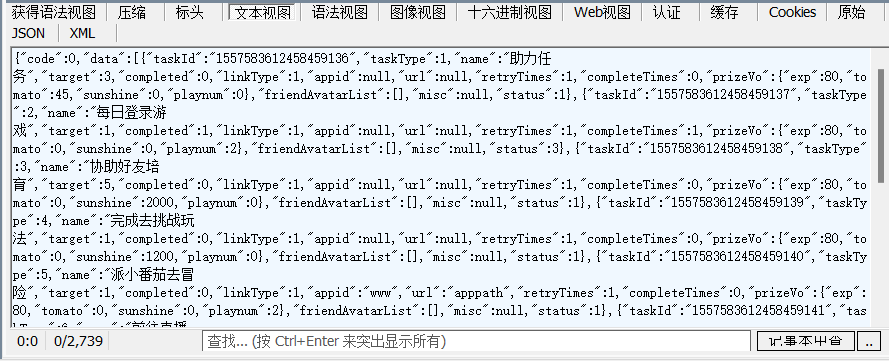 获得语法视图 压缩 标头 文本视图 语法视图 图像视图 十六进制视图 Web视图 认证 缓存 Cookies 原始
JSON XML
{"code":0,"data":[{"taskId":"1557583612458459136","taskType":1,"name":"助力任
务","target":3,"completed":0,"linkType":1,"appid":null,"url":null,"retryTimes":1,"completeTimes":0,"prizeVo":{"exp":80,"to
mato":45,"sunshine":0,"playnum":0},"friendAvatarList":[],"misc":null,"status":1},{"taskId":"1557583612458459137","taskType
":2,"name":"每日登录游
戏","target":1,"completed":1,"linkType":1,"appid":null,"url":null,"retryTimes":1,"completeTimes":1,"prizeVo":{"exp":80,"to
mato":0,"sunshine":0,"playnum":2},"friendAvatarList":[],"misc":null,"status":3},{"taskId":"1557583612458459138","taskType"
:3,"name":"协助好友培
育","target":5,"completed":0,"linkType":1,"appid":null,"url":null,"retryTimes":1,"completeTimes":0,"prizeVo":{"exp":80,"to
mato":0,"sunshine":2000,"playnum":0},"friendAvatarList":[],"misc":null,"status":1},{"taskId":"1557583612458459139","taskTy
pe":4,"name":"完成去挑战玩
法","target":1,"completed":0,"linkType":1,"appid":null,"url":null,"retryTimes":1,"completeTimes":0,"prizeVo":{"exp":80,"to
mato":0,"sunshine":1200,"playnum":0},"friendAvatarList":[],"misc":null,"status":1},{"taskId":"1557583612458459140","taskTy
pe":5,"name":"派小番茄去冒
险","target":1,"completed":0,"linkType":1,"appid":"www","url":"apppath","retryTimes":1,"completeTimes":0,"prizeVo":{"exp":
80,"tomato":0,"sunshine":0,"playnum":2},"friendAvatarList":[],"misc":null,"status":1},{"taskId":"1557583612458459141","tas
0:0 0/2,739 查找... (按 Ctrl+Enter 来突出显示所有) ..